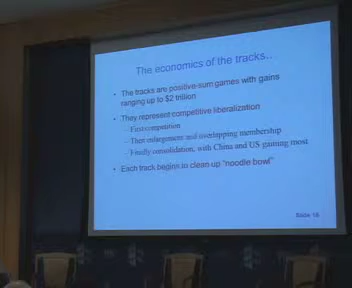 The economics of the tracks..
• The tracks are positive-sum games with gains
ranging up to $2 trillion
• They represent competitive liberalization
– First competition
– Then enlargement and overlapping membership
– Finally consolidation, with China and US gaining most
• Each track begins to clean up "noodle bowl"
Slide 18